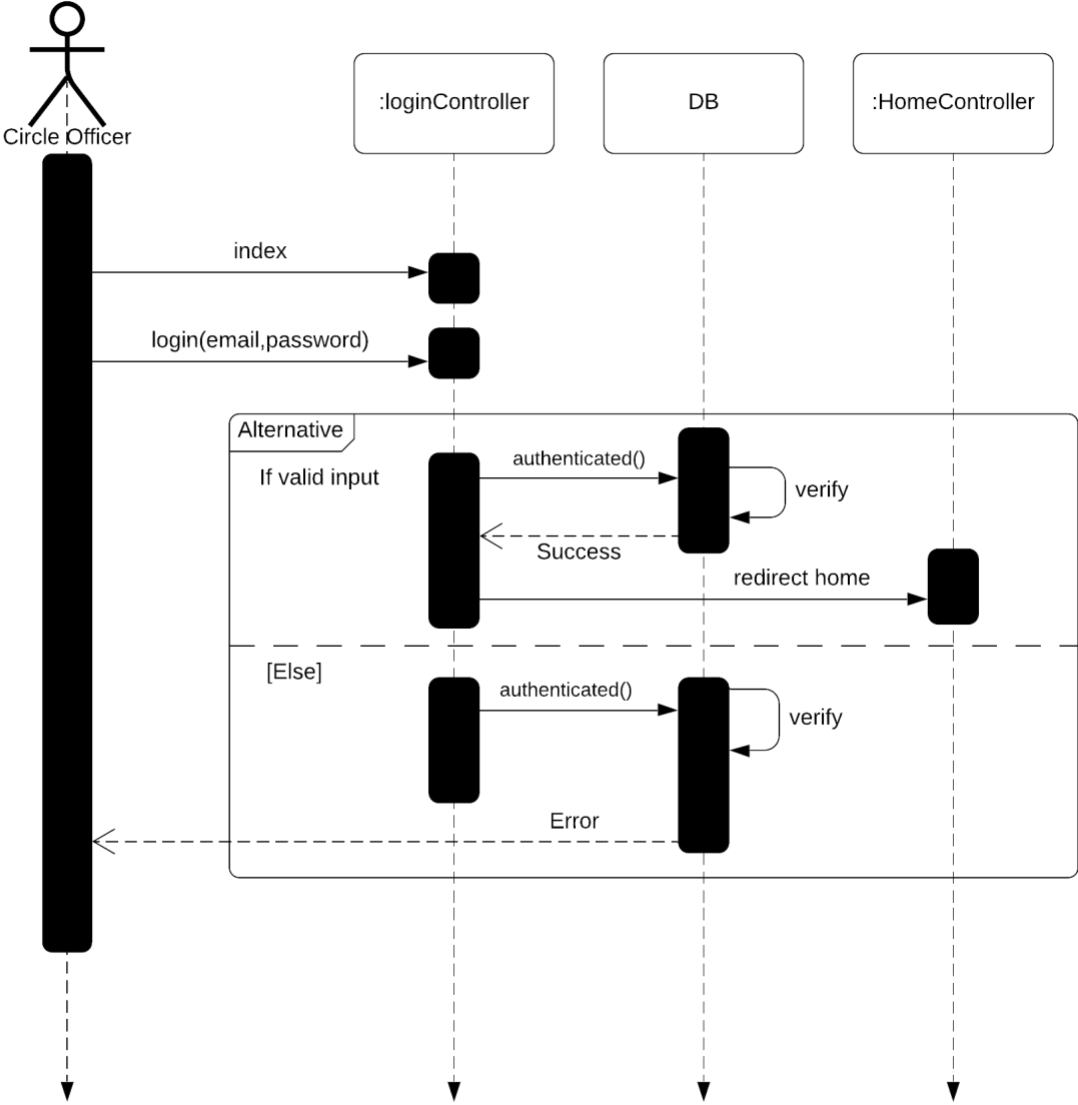 Circle Officer
:loginController
DB
:HomeController
index
login(email,password)
Alternative
If valid input
authenticated()
verify
Success
redirect home
[Else]
authenticated()
verify
Error